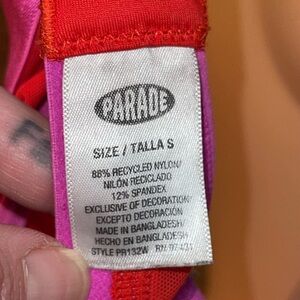 PARADE
SIZE / TALLA S
88% RECYCLED NYLON/
NILÓN RECICLADO
12% SPANDEX
EXCLUSIVE OF DECORATION
EXCEPTO DECORACIÓN
MADE IN BANGLADESH
HECHO EN BANGLADESH
STYLE PR132W RN